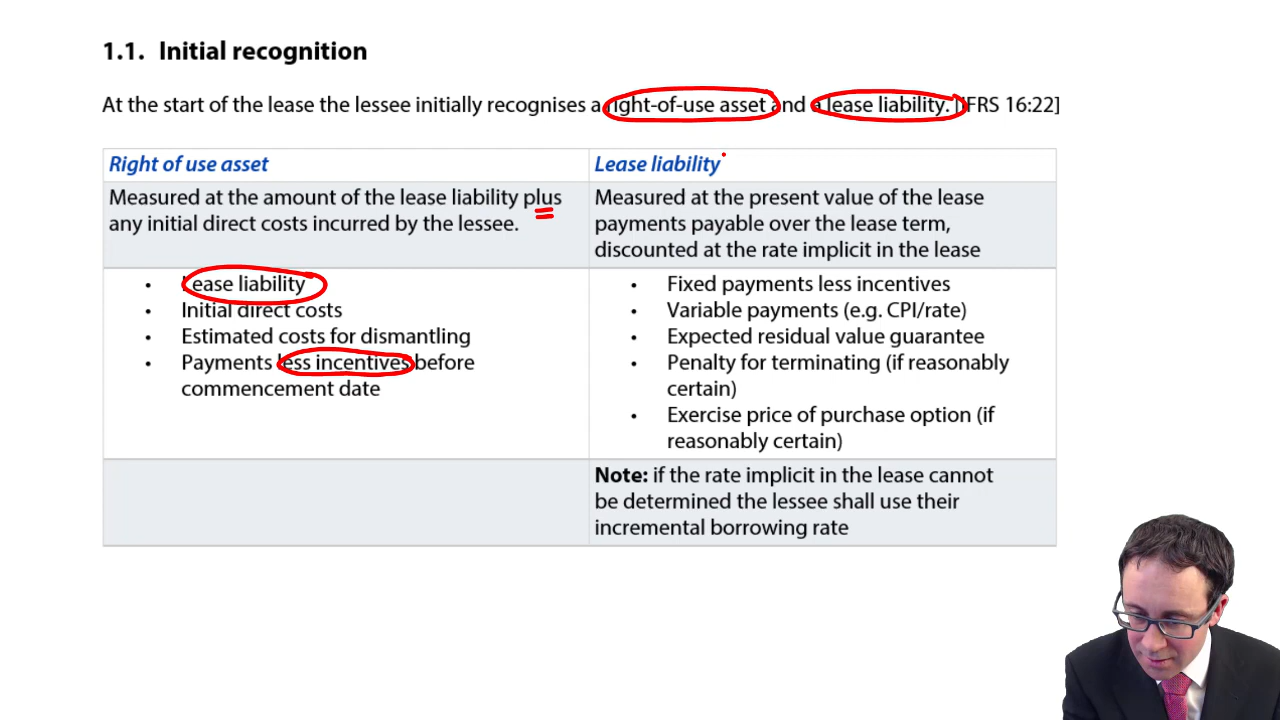 1.1. Initial recognition
At the start of the lease the lessee initially recognises a right-of-use asset and a lease liability. [IFRS 16:22]
Right of use asset
Measured at the amount of the lease liability plus
any initial direct costs incurred by the lessee.
• Lease liability
• Initial direct costs
• Estimated costs for dismantling
• Payments less incentives before
commencement date
Lease liability
Measured at the present value of the lease
payments payable over the lease term,
discounted at the rate implicit in the lease
• Fixed payments less incentives
• Variable payments (e.g. CPI/rate)
• Expected residual value guarantee
• Penalty for terminating (if reasonably
certain)
• Exercise price of purchase option (if
reasonably certain)
Note: if the rate implicit in the lease cannot
be determined the lessee shall use their
incremental borrowing rate